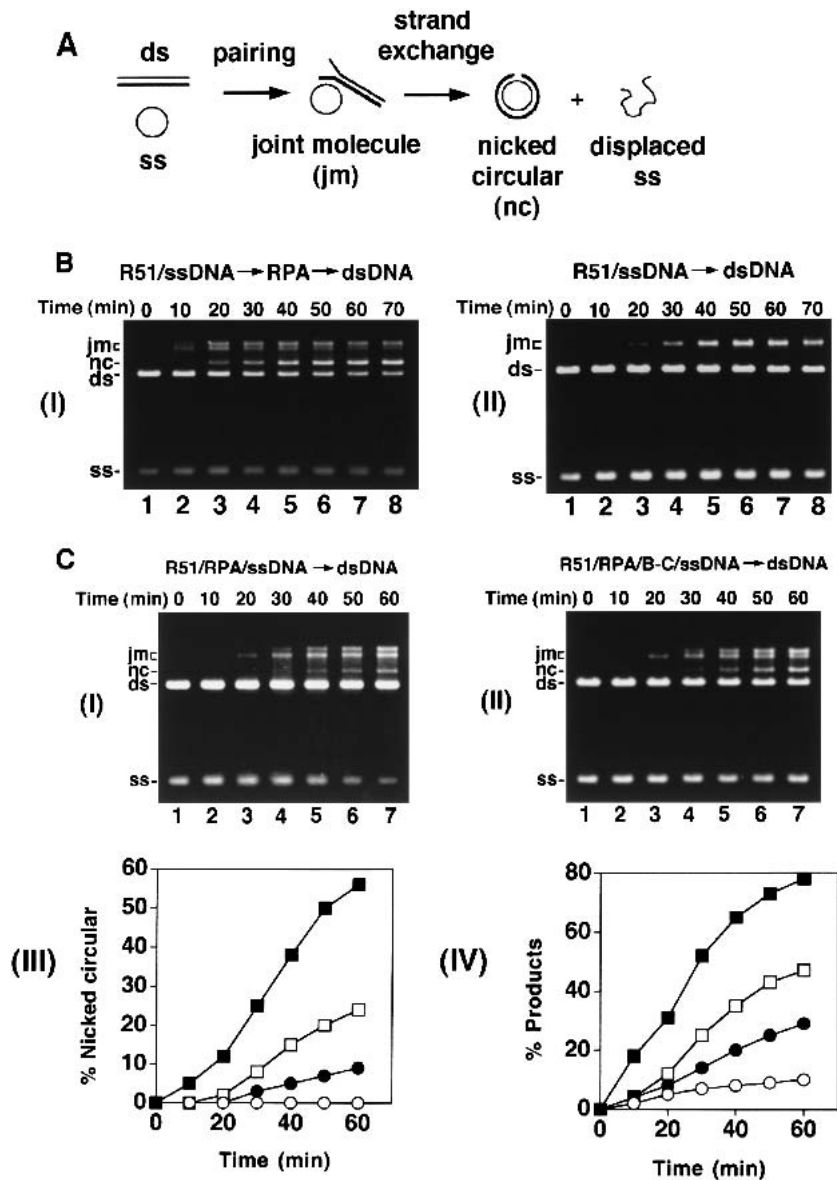 A
ds
pairing
strand
exchange
+
ss
joint molecule
(jm)
nicked
circular
(nc)
displaced
ss
B
R51/ssDNA→RPA→dsDNA
Time (min) 0 10 20 30 40 50 60 70
jm
nc-
ds-
(I)
ss-
1 2 3 4 5 6 7 8
R51/ssDNA→dsDNA
Time (min) 0 10 20 30 40 50 60 70
jm
ds-
(II)
ss-
1 2 3 4 5 6 7 8
C
R51/RPA/ssDNA→dsDNA
Time (min) 0 10 20 30 40 50 60
jm
nc-
ds-
(I)
ss-
1 2 3 4 5 6 7
R51/RPA/B-C/ssDNA→dsDNA
Time (min) 0 10 20 30 40 50 60
jm
nc-
ds-
(II)
ss-
1 2 3 4 5 6 7
(III)
% Nicked circular
60
50
40
30
20
10
0
0 20 40 60
Time (min)
(IV)
% Products
80
60
40
20
0
0 20 40 60
Time (min)